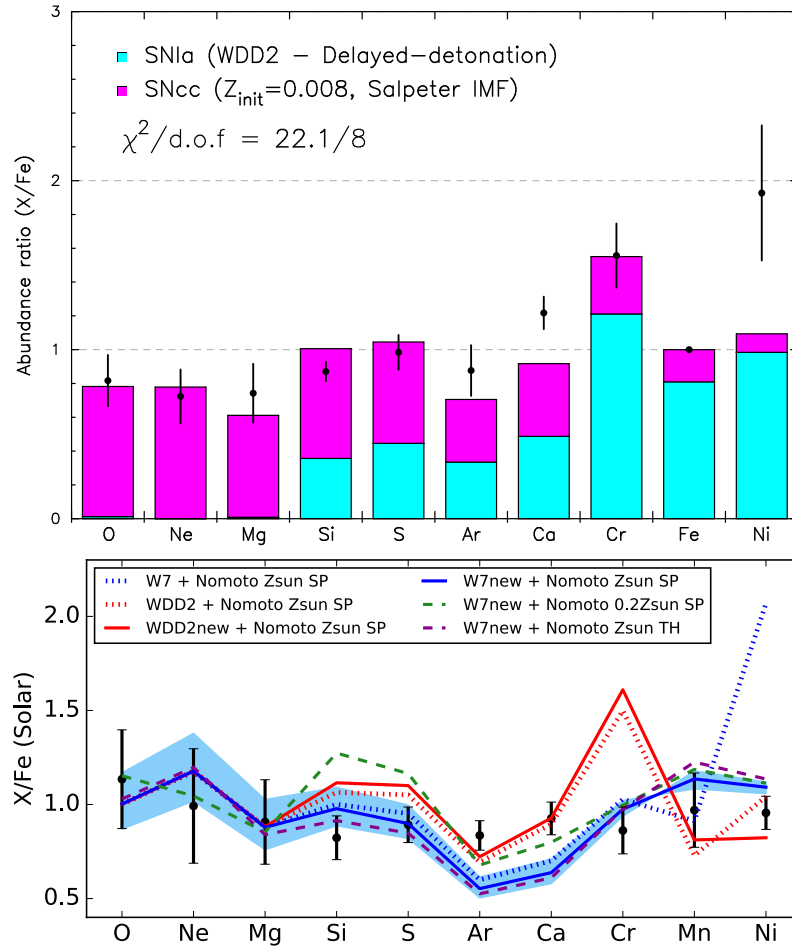 3
SNIa (WDD2 − Delayed−detonation)
SNcc (Z_init=0.008, Salpeter IMF)
χ²/d.o.f = 22.1/8
2
Abundance ratio (X/Fe)
1
0
O Ne Mg Si S Ar Ca Cr Fe Ni
W7 + Nomoto Zsun SP
WDD2 + Nomoto Zsun SP
WDD2new + Nomoto Zsun SP
W7new + Nomoto Zsun SP
W7new + Nomoto 0.2Zsun SP
W7new + Nomoto Zsun TH
2.0
1.5
X/Fe (Solar)
1.0
0.5
O Ne Mg Si S Ar Ca Cr Mn Ni